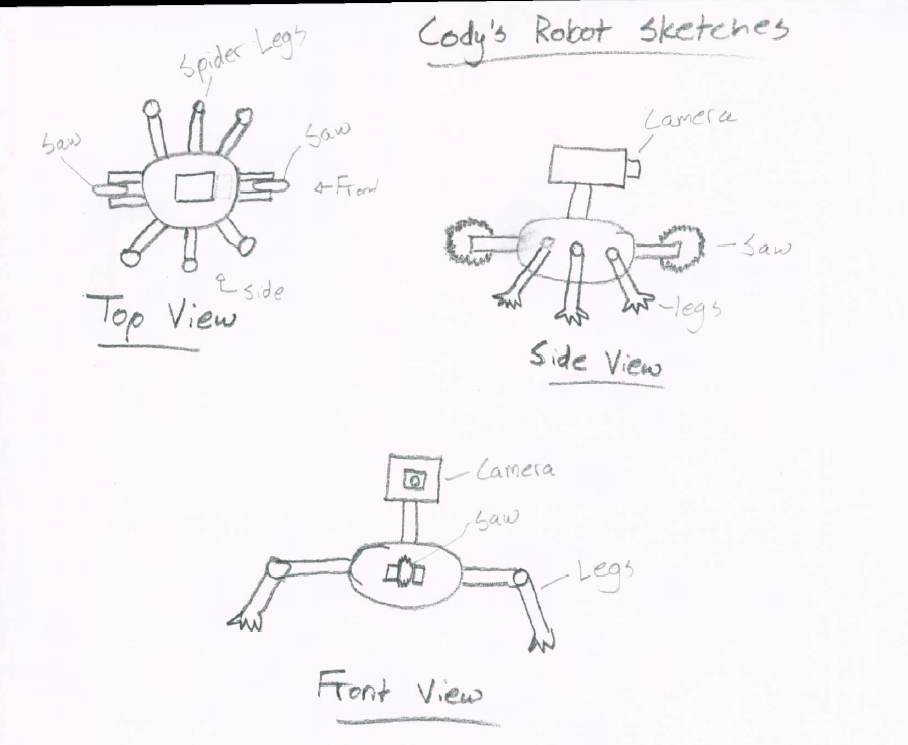 Cody's Robot Sketches
Spider Legs
Saw
Saw
←Front
side
Top View
Camera
Saw
legs
Side View
Camera
Saw
Legs
Front View